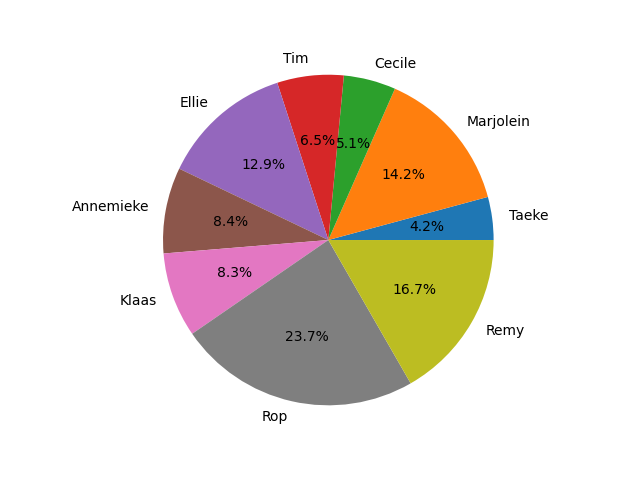 Tim
Cecile
Ellie
Marjolein
6.5%
5.1%
12.9%
14.2%
Annemieke
Taeke
8.4%
4.2%
8.3%
Klaas
16.7%
Remy
23.7%
Rop